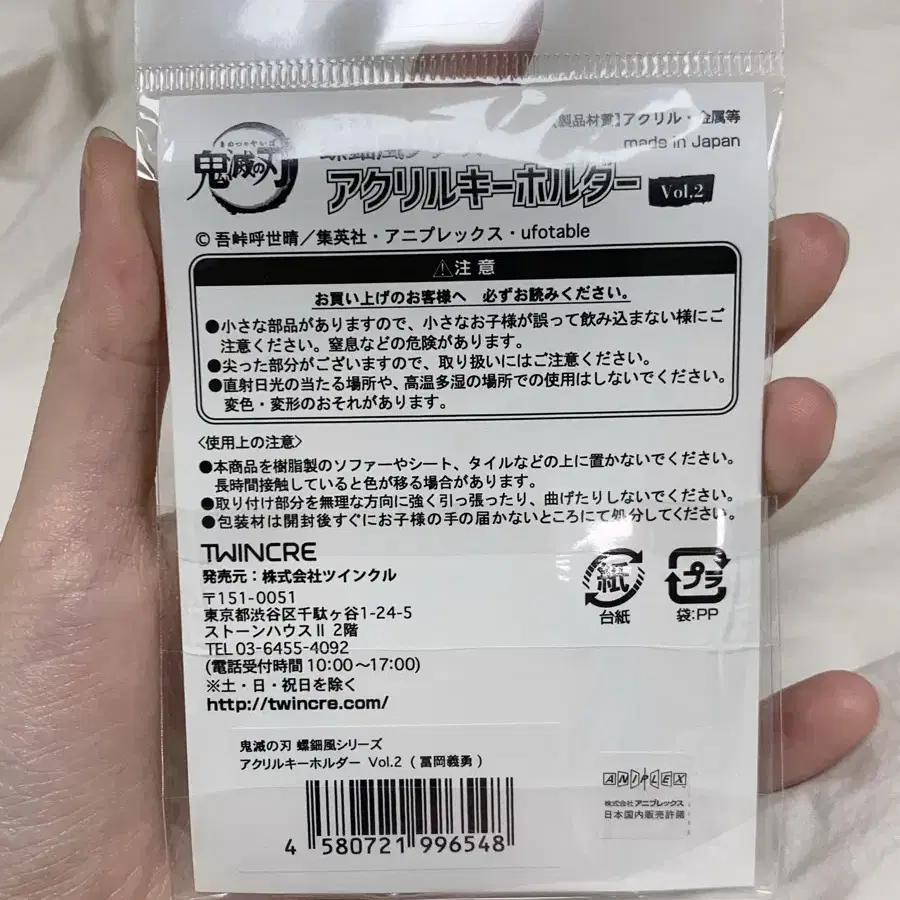 【製品材質】アクリル・金属等
made in Japan
きめつのやいば
鬼滅の刃
螺鈿風シリーズ
アクリルキーホルダー Vol.2
© 吾峠呼世晴／集英社・アニプレックス・ufotable
⚠注意
お買い上げのお客様へ 必ずお読みください。
●小さな部品がありますので、小さなお子様が誤って飲み込まない様にご
注意ください。窒息などの危険があります。
●尖った部分がございますので、取り扱いにはご注意ください。
●直射日光の当たる場所や、高温多湿の場所での使用はしないでください。
変色・変形のおそれがあります。
〈使用上の注意〉
●本商品を樹脂製のソファーやシート、タイルなどの上に置かないでください。
長時間接触していると色が移る場合があります。
●取り付け部分を無理な方向に強く引っ張ったり、曲げたりしないでください。
●包装材は開封後すぐにお子様の手の届かないところにて処分してください。
TWINCRE
発売元：株式会社ツインクル
〒151-0051
東京都渋谷区千駄ヶ谷1-24-5
ストーンハウスⅡ 2階
TEL 03-6455-4092
(電話受付時間 10:00～17:00)
※土・日・祝日を除く
http://twincre.com/
紙
台紙
プラ
袋:PP
鬼滅の刃 螺鈿風シリーズ
アクリルキーホルダー Vol.2 ( 冨岡義勇 )
4 580721 996548
ANIPLEX
株式会社 アニプレックス
日本国内販売許諾